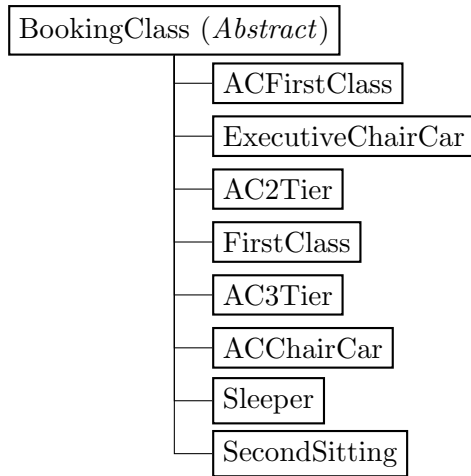 BookingClass (Abstract)
ACFirstClass
ExecutiveChairCar
AC2Tier
FirstClass
AC3Tier
ACChairCar
Sleeper
SecondSitting